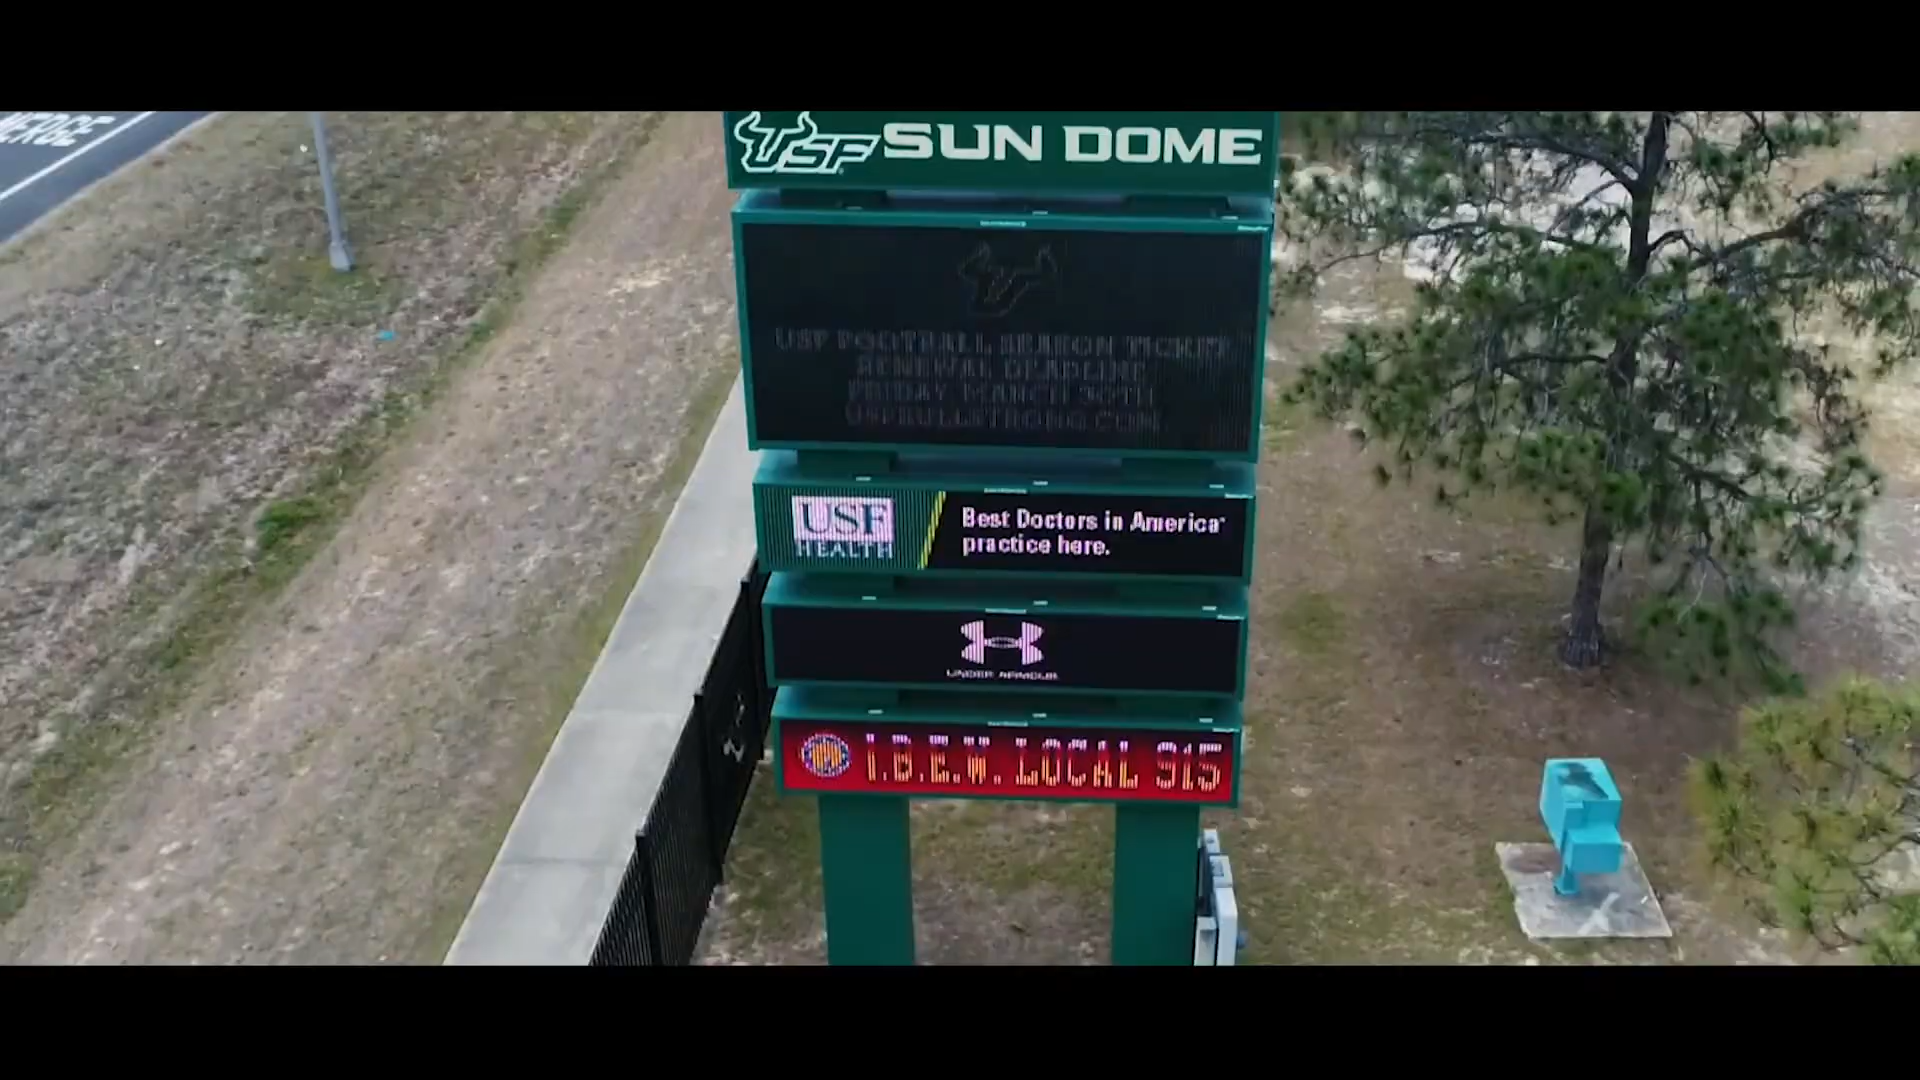 MERGE
USF SUN DOME
USF FOOTBALL SEASON TICKET
RENEWAL DEADLINE
FRIDAY, MARCH 30TH
USFBULLSTRONG.COM
USF
HEALTH
Best Doctors in America®
practice here.
UNDER ARMOUR
I.B.E.W. LOCAL 915